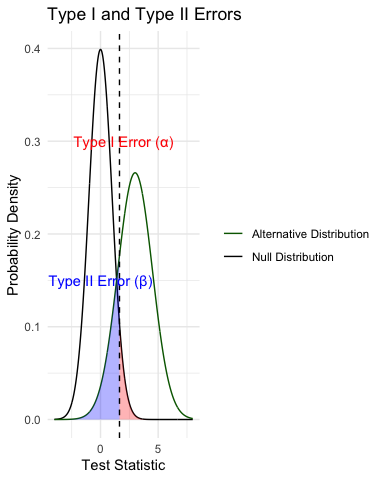 Type I and Type II Errors
0.4
0.3
0.2
0.1
0.0
Probability Density
Type I Error (α)
Type II Error (β)
0
5
Test Statistic
Alternative Distribution
Null Distribution